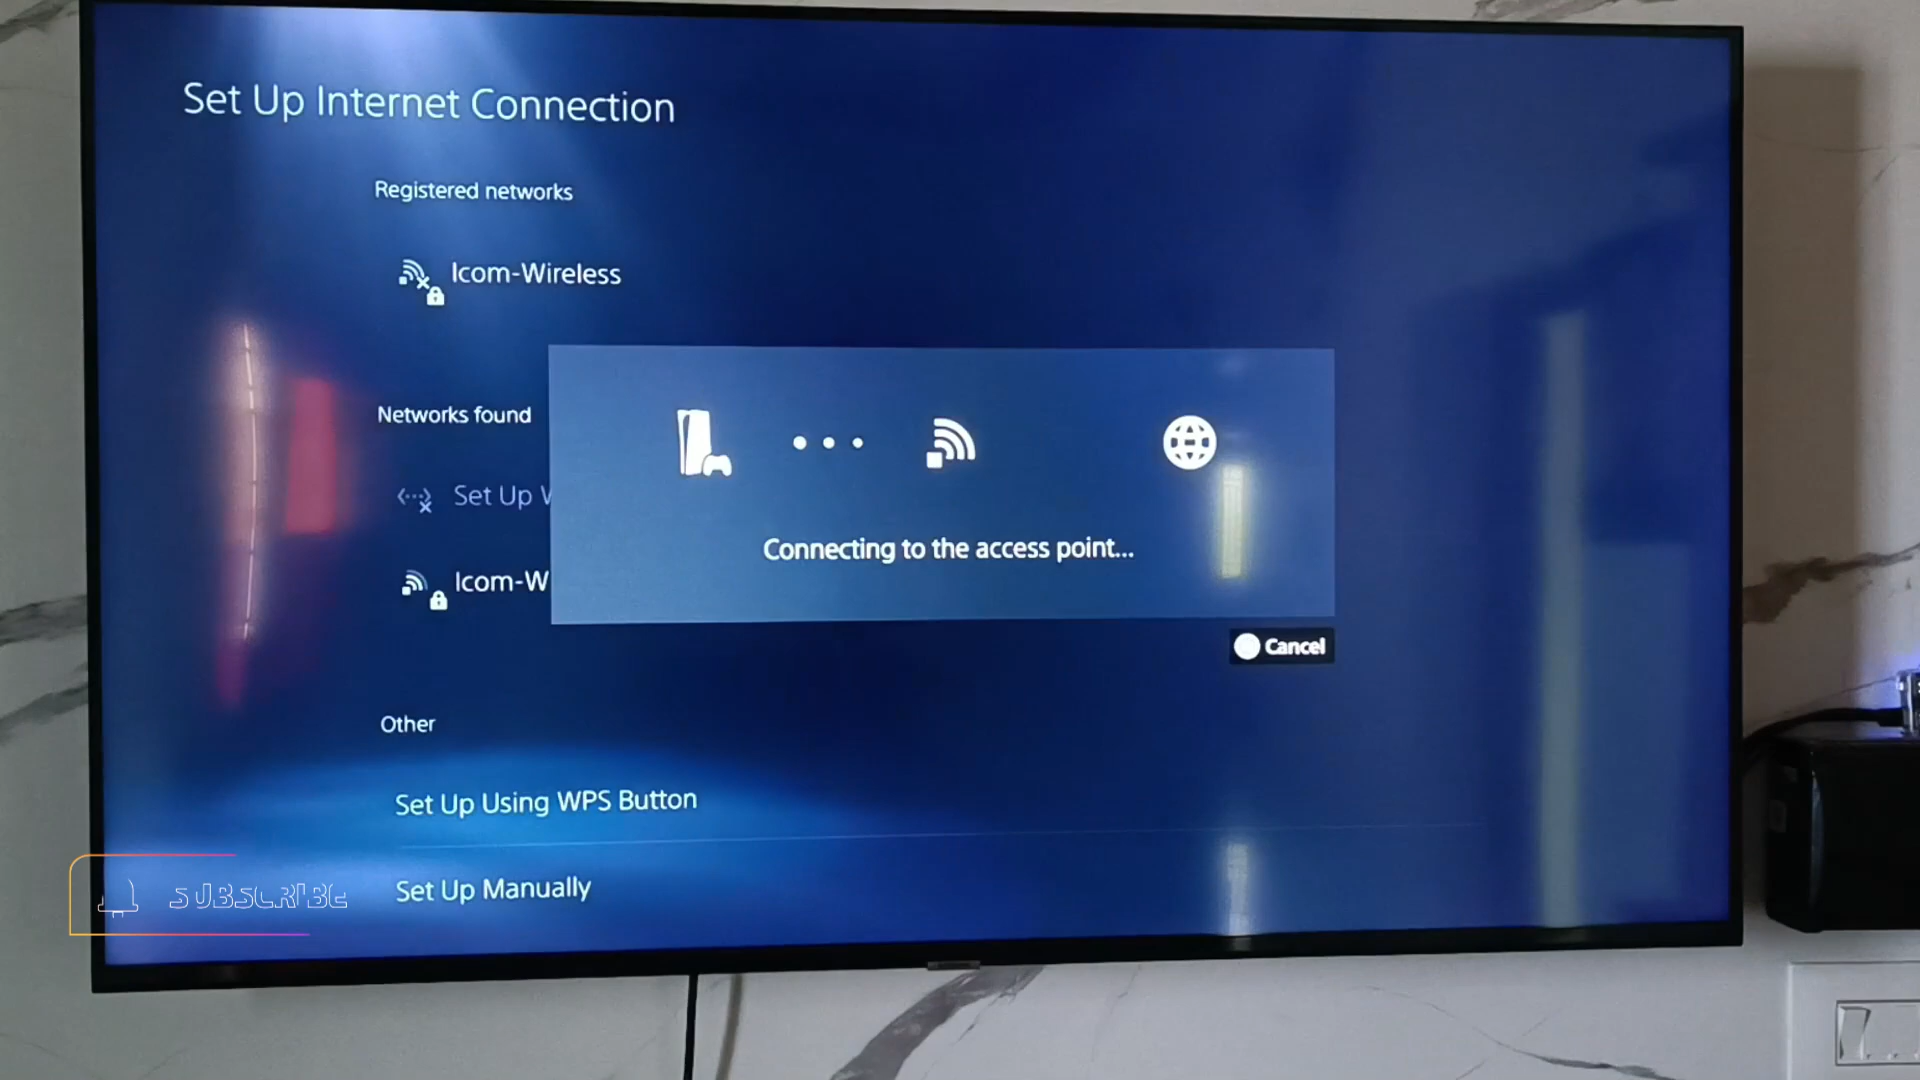 Set Up Internet Connection
Registered networks
Icom-Wireless
Networks found
Set Up
Icom-W
Connecting to the access point...
Cancel
Other
Set Up Using WPS Button
Set Up Manually
SUBSCRIBE